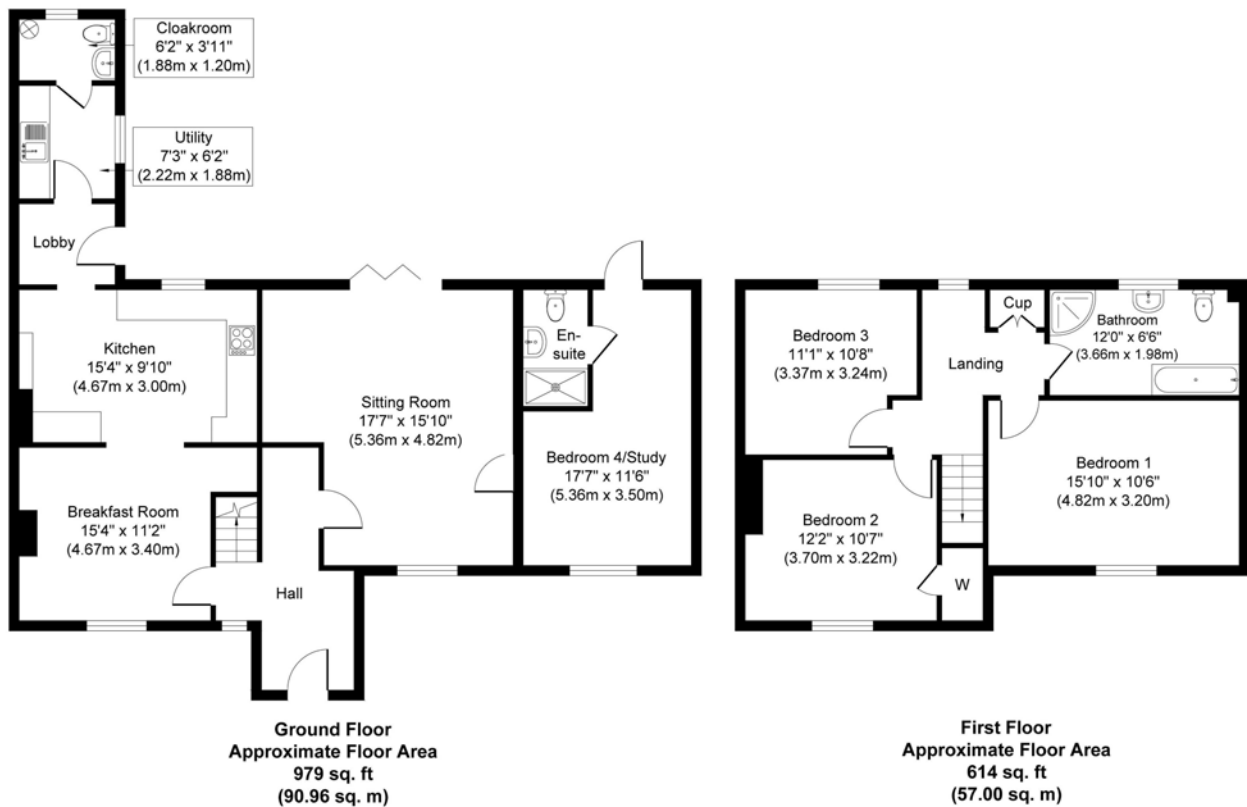 Cloakroom
6'2" x 3'11"
(1.88m x 1.20m)
Utility
7'3" x 6'2"
(2.22m x 1.88m)
Lobby
Kitchen
15'4" x 9'10"
(4.67m x 3.00m)
Breakfast Room
15'4" x 11'2"
(4.67m x 3.40m)
Hall
Sitting Room
17'7" x 15'10"
(5.36m x 4.82m)
En-
suite
Bedroom 4/Study
17'7" x 11'6"
(5.36m x 3.50m)
Ground Floor
Approximate Floor Area
979 sq. ft
(90.96 sq. m)
Bedroom 3
11'1" x 10'8"
(3.37m x 3.24m)
Cup
Landing
Bathroom
12'0" x 6'6"
(3.66m x 1.98m)
Bedroom 1
15'10" x 10'6"
(4.82m x 3.20m)
Bedroom 2
12'2" x 10'7"
(3.70m x 3.22m)
W
First Floor
Approximate Floor Area
614 sq. ft
(57.00 sq. m)